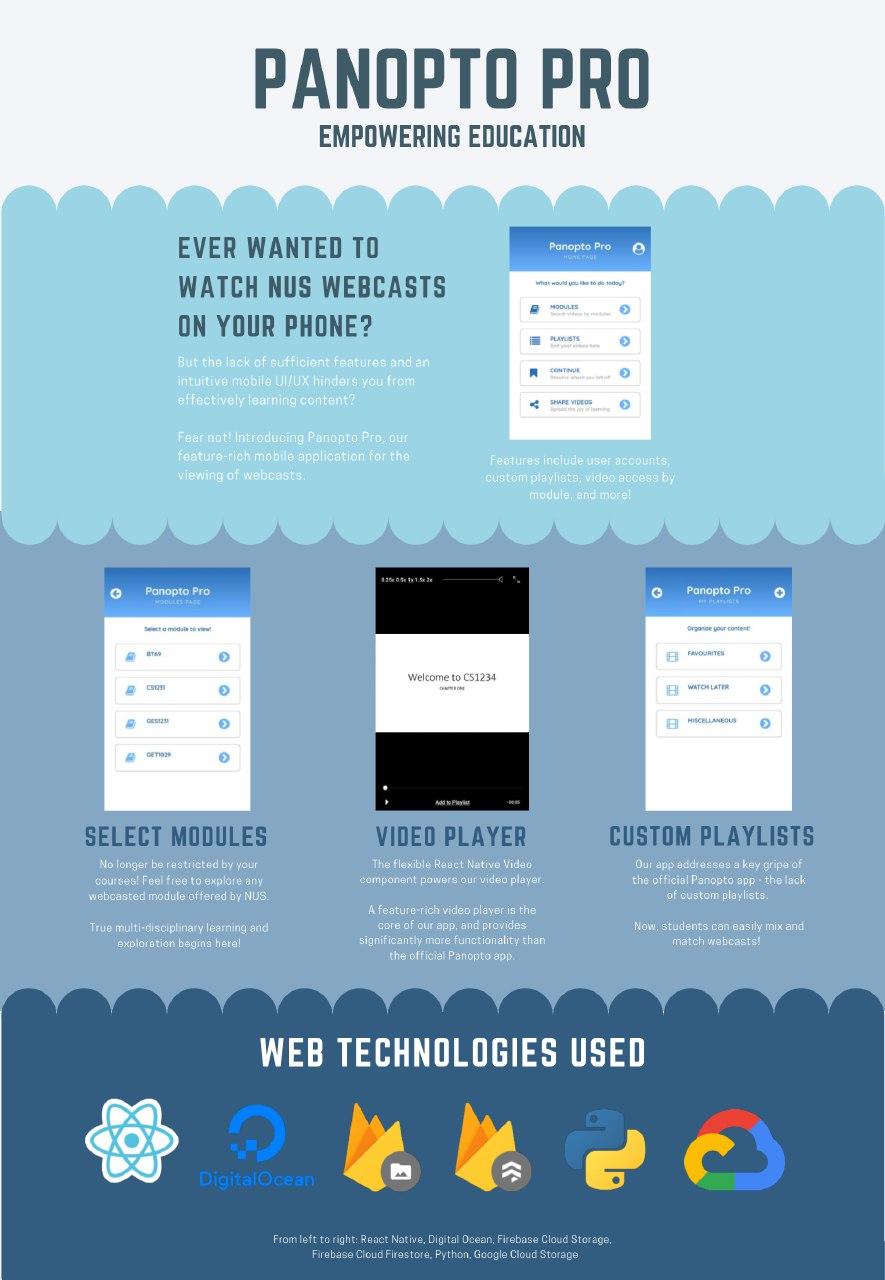 PANOPTO PRO
EMPOWERING EDUCATION
EVER WANTED TO
WATCH NUS WEBCASTS
ON YOUR PHONE?
But the lack of sufficient features and an
intuitive mobile UI/UX hinders you from
effectively learning content?
Fear not! Introducing Panopto Pro, our
feature-rich mobile application for the
viewing of webcasts.
Panopto Pro
HOME PAGE
What would you like to do today?
MODULES
Search videos by modules
PLAYLISTS
Sort your videos here
CONTINUE
Resume where you left off
SHARE VIDEOS
Spread the joy of learning
Features include user accounts,
custom playlists, video access by
module, and more!
Panopto Pro
MODULES PAGE
Select a module to view!
BT69
CS1231
GES1231
GET1029
SELECT MODULES
No longer be restricted by your
courses! Feel free to explore any
webcasted module offered by NUS.
True multi-disciplinary learning and
exploration begins here!
0.25x 0.5x 1x 1.5x 2x
Welcome to CS1234
CHAPTER ONE
Add to Playlist
-00:05
VIDEO PLAYER
The flexible React Native Video
component powers our video player.
A feature-rich video player is the
core of our app, and provides
significantly more functionality than
the official Panopto app.
Panopto Pro
MY PLAYLISTS
Organise your content!
FAVOURITES
WATCH LATER
MISCELLANEOUS
CUSTOM PLAYLISTS
Our app addresses a key gripe of
the official Panopto app - the lack
of custom playlists.
Now, students can easily mix and
match webcasts!
WEB TECHNOLOGIES USED
DigitalOcean
From left to right: React Native, Digital Ocean, Firebase Cloud Storage,
Firebase Cloud Firestore, Python, Google Cloud Storage